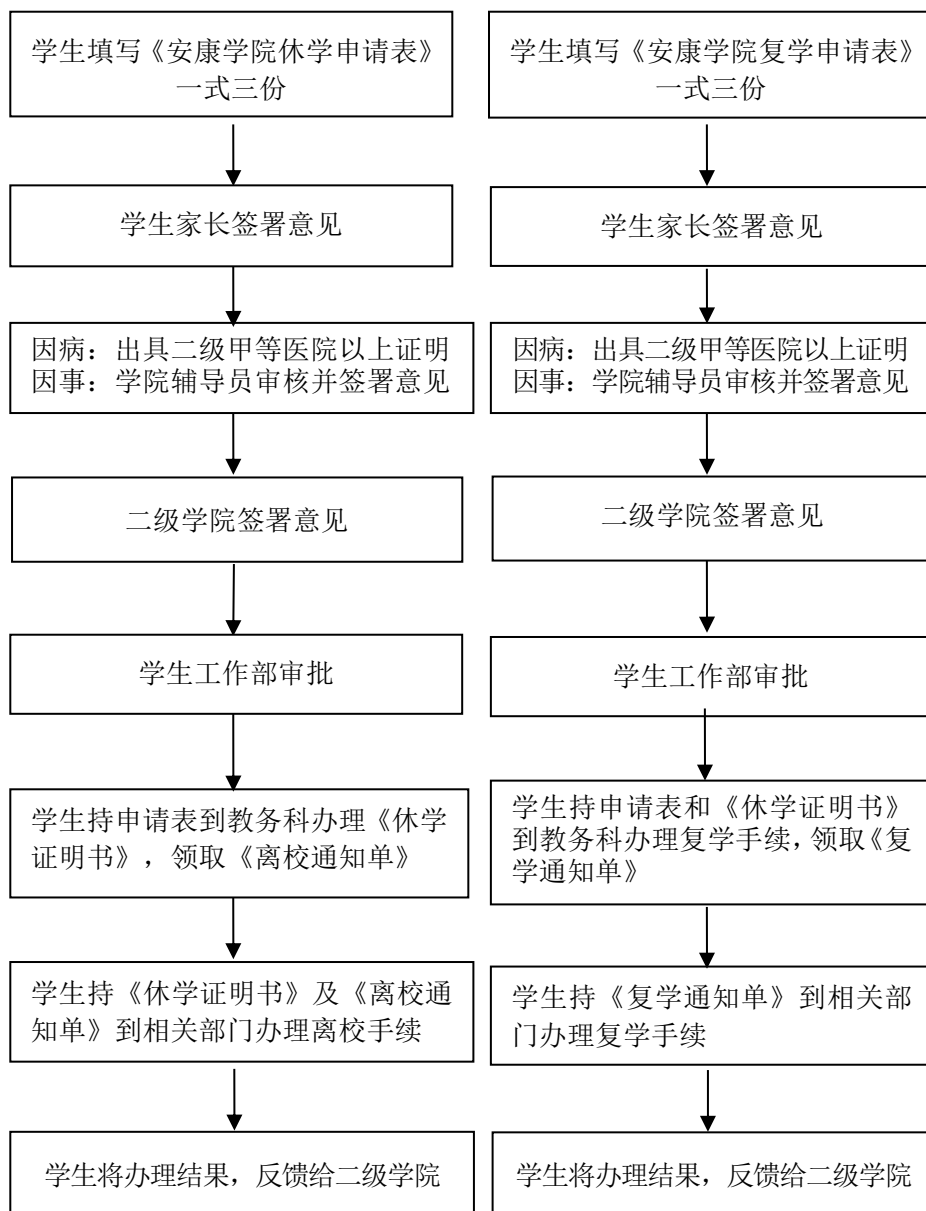 学生填写《安康学院休学申请表》
一式三份
学生家长签署意见
因病：出具二级甲等医院以上证明
因事：学院辅导员审核并签署意见
二级学院签署意见
学生工作部审批
学生持申请表到教务科办理《休学
证明书》，领取《离校通知单》
学生持《休学证明书》及《离校通
知单》到相关部门办理离校手续
学生将办理结果，反馈给二级学院
学生填写《安康学院复学申请表》
一式三份
学生家长签署意见
因病：出具二级甲等医院以上证明
因事：学院辅导员审核并签署意见
二级学院签署意见
学生工作部审批
学生持申请表和《休学证明书》
到教务科办理复学手续，领取《复
学通知单》
学生持《复学通知单》到相关部
门办理复学手续
学生将办理结果，反馈给二级学院